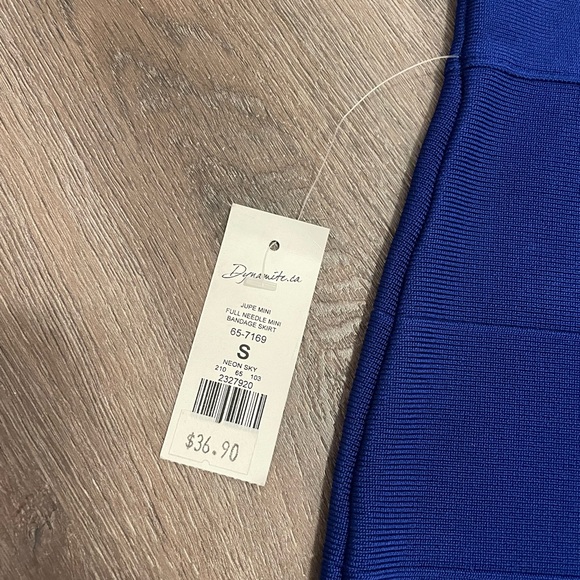 Dynamite.ca
JUPE MINI
FULL NEEDLE MINI
BANDAGE SKIRT
65-7169
S
NEON SKY
210 65 103
2327920
$36.90